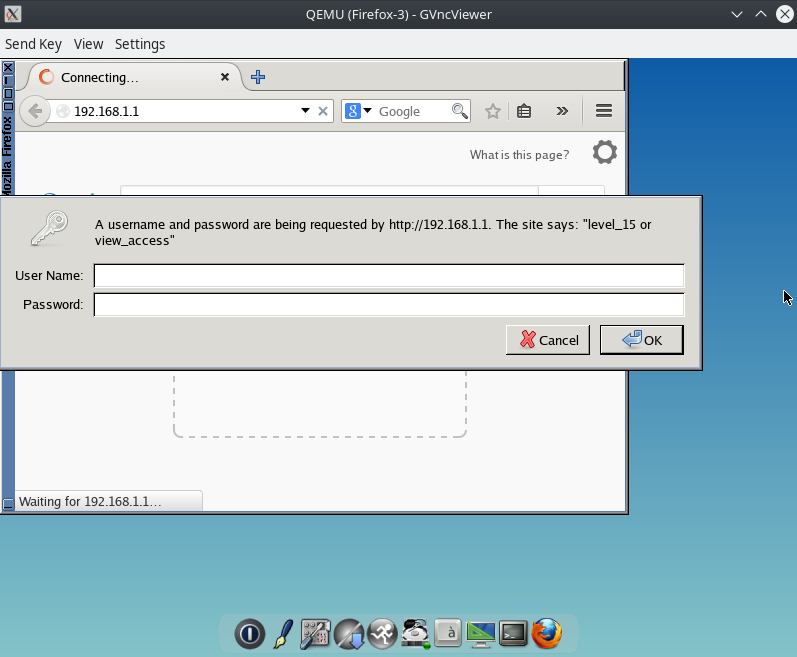 QEMU (Firefox-3) - GVncViewer
Send Key View Settings
Connecting...
192.168.1.1
8 Google
What is this page?
Mozilla Firefox
A username and password are being requested by http://192.168.1.1. The site says: "level_15 or
view_access"
User Name:
Password:
Cancel
OK
Waiting for 192.168.1.1...
à